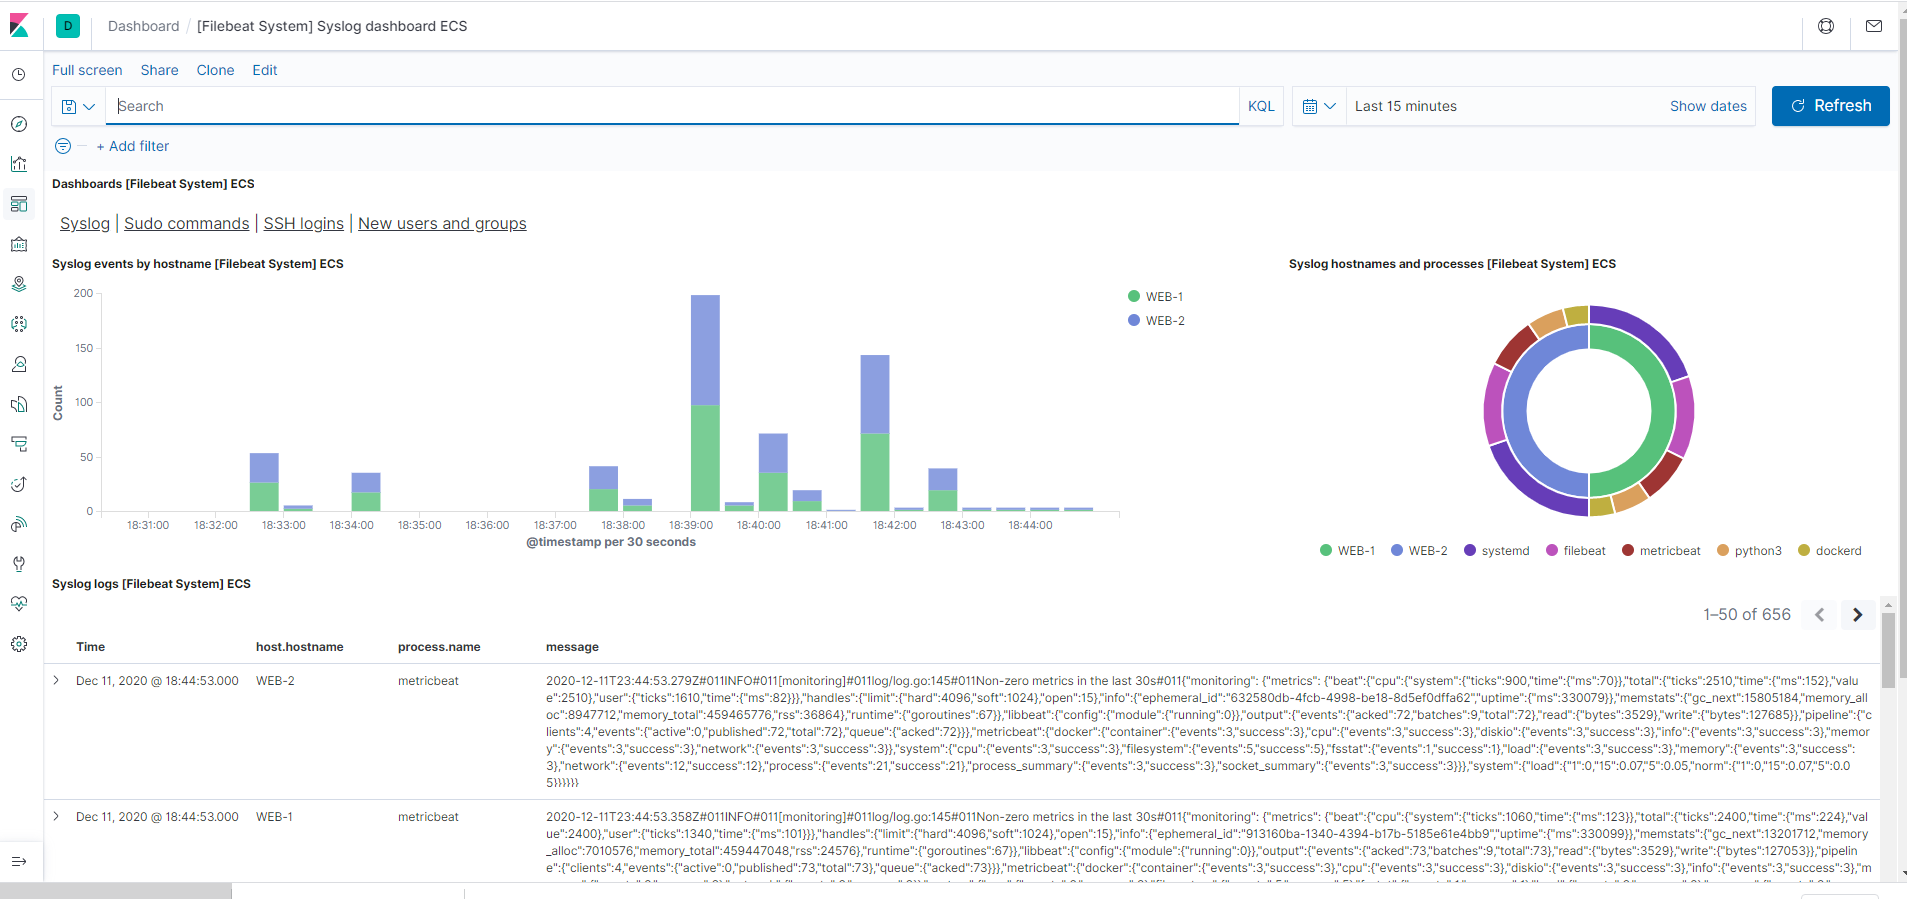 D
Dashboard / [Filebeat System] Syslog dashboard ECS
Full screen Share Clone Edit
Search
KQL
Last 15 minutes
Show dates
Refresh
+ Add filter
Dashboards [Filebeat System] ECS
Syslog | Sudo commands | SSH logins | New users and groups
Syslog events by hostname [Filebeat System] ECS
200
150
100
50
0
Count
18:31:00 18:32:00 18:33:00 18:34:00 18:35:00 18:36:00 18:37:00 18:38:00 18:39:00 18:40:00 18:41:00 18:42:00 18:43:00 18:44:00
@timestamp per 30 seconds
WEB-1
WEB-2
Syslog hostnames and processes [Filebeat System] ECS
WEB-1 WEB-2 systemd filebeat metricbeat python3 dockerd
Syslog logs [Filebeat System] ECS
1–50 of 656
Time host.hostname process.name message
Dec 11, 2020 @ 18:44:53.000 WEB-2 metricbeat 2020-12-11T23:44:53.279Z#011INFO#011[monitoring]#011log/log.go:145#011Non-zero metrics in the last 30s#011{"monitoring": {"metrics": {"beat":{"cpu":{"system":{"ticks":900,"time":{"ms":70}},"total":{"ticks":2510,"time":{"ms":152},"valu
e":2510},"user":{"ticks":1610,"time":{"ms":82}}},"handles":{"limit":{"hard":4096,"soft":1024},"open":15},"info":{"ephemeral_id":"632580db-4fcb-4998-be18-8d5ef0dffa62","uptime":{"ms":330079}},"memstats":{"gc_next":15805184,"memory_all
oc":8947712,"memory_total":459465776,"rss":36864},"runtime":{"goroutines":67}},"libbeat":{"config":{"module":{"running":0}},"output":{"events":{"acked":72,"batches":9,"total":72},"read":{"bytes":3529},"write":{"bytes":127685}},"pipeline":{"c
lients":4,"events":{"active":0,"published":72,"total":72},"queue":{"acked":72}}},"metricbeat":{"docker":{"container":{"events":3,"success":3},"cpu":{"events":3,"success":3},"diskio":{"events":3,"success":3},"info":{"events":3,"success":3},"memor
y":{"events":3,"success":3},"network":{"events":3,"success":3}},"system":{"cpu":{"events":3,"success":3},"filesystem":{"events":5,"success":5},"fsstat":{"events":1,"success":1},"load":{"events":3,"success":3},"memory":{"events":3,"success":
3},"network":{"events":12,"success":12},"process":{"events":21,"success":21},"process_summary":{"events":3,"success":3},"socket_summary":{"events":3,"success":3}}},"system":{"load":{"1":0,"15":0.07,"5":0.05,"norm":{"1":0,"15":0.07,"5":0.0
5}}}}}}
Dec 11, 2020 @ 18:44:53.000 WEB-1 metricbeat 2020-12-11T23:44:53.358Z#011INFO#011[monitoring]#011log/log.go:145#011Non-zero metrics in the last 30s#011{"monitoring": {"metrics": {"beat":{"cpu":{"system":{"ticks":1060,"time":{"ms":123}},"total":{"ticks":2400,"time":{"ms":224},"val
ue":2400},"user":{"ticks":1340,"time":{"ms":101}}},"handles":{"limit":{"hard":4096,"soft":1024},"open":15},"info":{"ephemeral_id":"913160ba-1340-4394-b17b-5185e61e4bb9","uptime":{"ms":330099}},"memstats":{"gc_next":13201712,"memory
_alloc":7010576,"memory_total":459447048,"rss":24576},"runtime":{"goroutines":67}},"libbeat":{"config":{"module":{"running":0}},"output":{"events":{"acked":73,"batches":9,"total":73},"read":{"bytes":3529},"write":{"bytes":127053}},"pipelin
e":{"clients":4,"events":{"active":0,"published":73,"total":73},"queue":{"acked":73}}},"metricbeat":{"docker":{"container":{"events":3,"success":3},"cpu":{"events":3,"success":3},"diskio":{"events":3,"success":3},"info":{"events":3,"success":3},"m